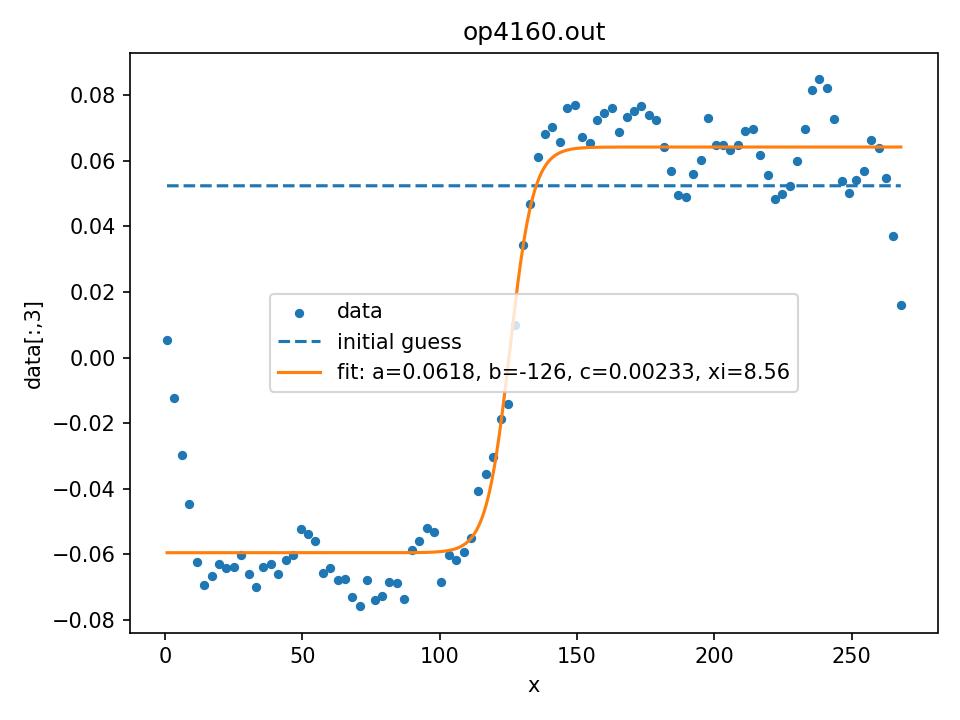 op4160.out
0.08
0.06
0.04
0.02
0.00
−0.02
−0.04
−0.06
−0.08
data[:,3]
data
initial guess
fit: a=0.0618, b=-126, c=0.00233, xi=8.56
0 50 100 150 200 250
x